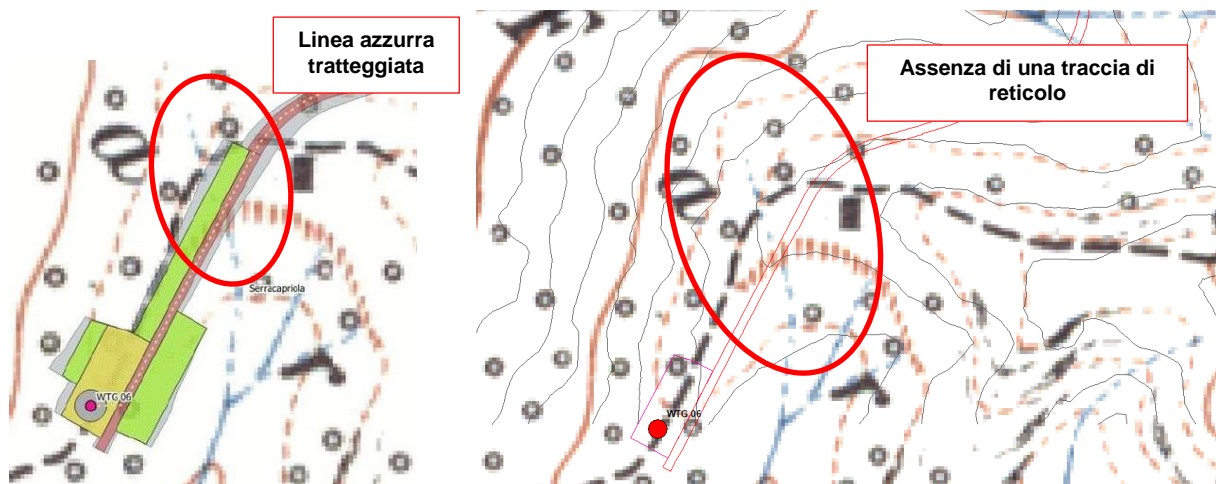 Linea azzurra
tratteggiata
Serracapriola
WTG 06
Assenza di una traccia di
reticolo
WTG 06